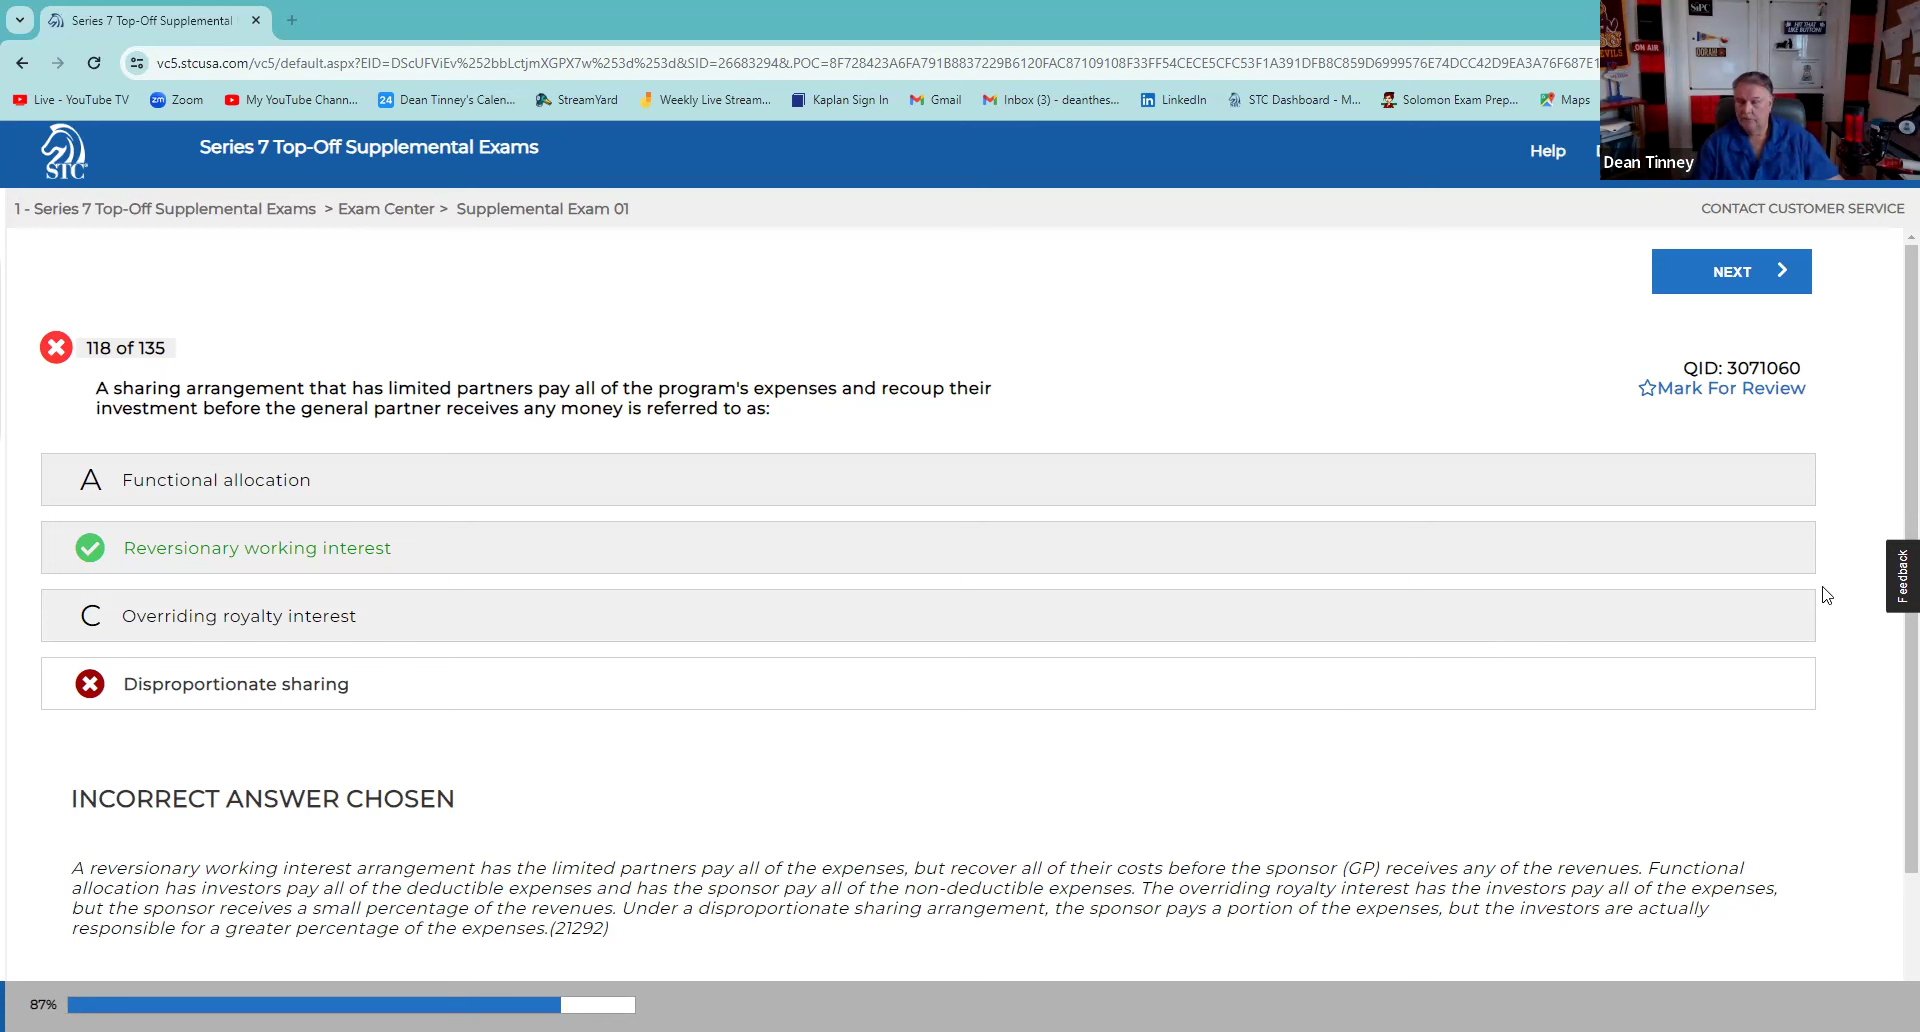 Series 7 Top-Off Supplemental
vc5.stcusa.com/vc5/default.aspx?EID=DScUFViEv%252bbLctjmXGPX7w%253d%253d&SID=26683294&.POC=8F728423A6FA791B8837229B6120FAC87109108F33FF54CECE5CFC53F1A391DFB8C859D6999576E74DCC42D9EA3A76F687E1
Live - YouTube TV
Zoom
My YouTube Chann...
24 Dean Tinney's Calen...
StreamYard
Weekly Live Stream...
Kaplan Sign In
Gmail
Inbox (3) - deanthes...
LinkedIn
STC Dashboard - M...
Solomon Exam Prep...
Maps
SIPC
HIT THAT LIKE BUTTON!
ON AIR
OORAH!
Dean Tinney
STC
Series 7 Top-Off Supplemental Exams
Help
1 - Series 7 Top-Off Supplemental Exams > Exam Center > Supplemental Exam 01
CONTACT CUSTOMER SERVICE
NEXT
118 of 135
QID: 3071060
Mark For Review
A sharing arrangement that has limited partners pay all of the program's expenses and recoup their
investment before the general partner receives any money is referred to as:
A Functional allocation
Reversionary working interest
C Overriding royalty interest
Disproportionate sharing
Feedback
INCORRECT ANSWER CHOSEN
A reversionary working interest arrangement has the limited partners pay all of the expenses, but recover all of their costs before the sponsor (GP) receives any of the revenues. Functional
allocation has investors pay all of the deductible expenses and has the sponsor pay all of the non-deductible expenses. The overriding royalty interest has the investors pay all of the expenses,
but the sponsor receives a small percentage of the revenues. Under a disproportionate sharing arrangement, the sponsor pays a portion of the expenses, but the investors are actually
responsible for a greater percentage of the expenses.(21292)
87%